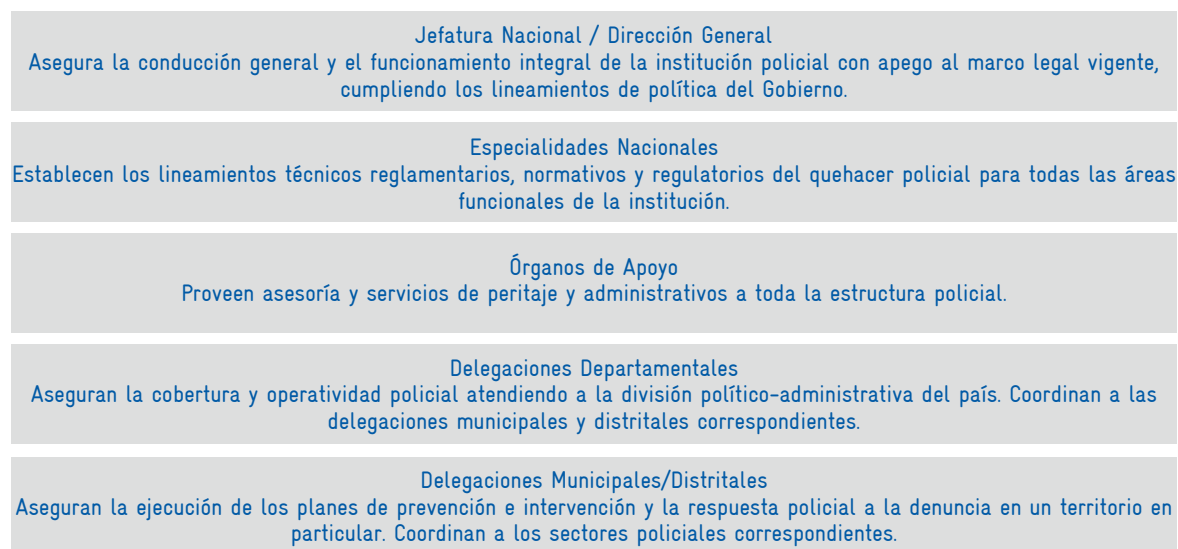 Jefatura Nacional / Dirección General
Asegura la conducción general y el funcionamiento integral de la institución policial con apego al marco legal vigente,
cumpliendo los lineamientos de política del Gobierno.
Especialidades Nacionales
Establecen los lineamientos técnicos reglamentarios, normativos y regulatorios del quehacer policial para todas las áreas
funcionales de la institución.
Órganos de Apoyo
Proveen asesoría y servicios de peritaje y administrativos a toda la estructura policial.
Delegaciones Departamentales
Aseguran la cobertura y operatividad policial atendiendo a la división político-administrativa del país. Coordinan a las
delegaciones municipales y distritales correspondientes.
Delegaciones Municipales/Distritales
Aseguran la ejecución de los planes de prevención e intervención y la respuesta policial a la denuncia en un territorio en
particular. Coordinan a los sectores policiales correspondientes.